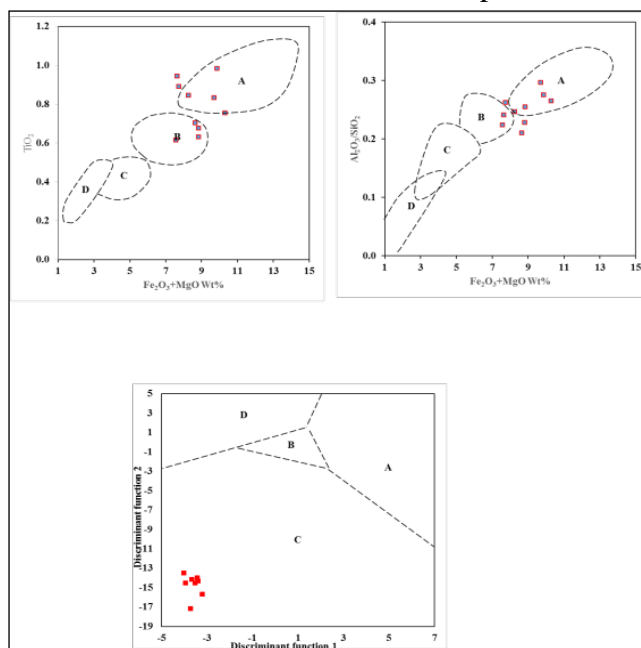 1.2
1.0
0.8
0.6
0.4
0.2
0.0
TiO₂
A
B
C
D
1 3 5 7 9 11 13 15
Fe₂O₃+MgO Wt%
0.4
0.3
0.2
0.1
0.0
Al₂O₃/SiO₂
A
B
C
D
1 3 5 7 9 11 13 15
Fe₂O₃+MgO Wt%
5
3
1
-1
-3
-5
-7
-9
-11
-13
-15
-17
-19
Discriminant function 2
D
B
A
C
-5 -3 -1 1 3 5 7
Discriminant function 1